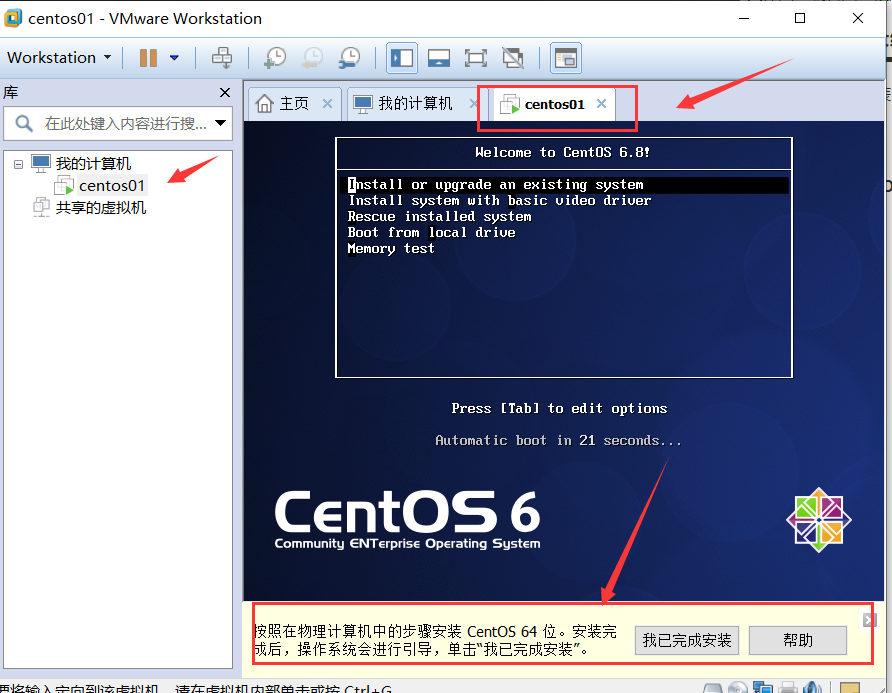 centos01 - VMware Workstation
Workstation
库
主页
我的计算机
centos01
在此处键入内容进行搜...
我的计算机
centos01
共享的虚拟机
Welcome to CentOS 6.8!
Install or upgrade an existing system
Install system with basic video driver
Rescue installed system
Boot from local drive
Memory test
Press [Tab] to edit options
Automatic boot in 21 seconds...
CentOS 6
Community ENTerprise Operating System
按照在物理计算机中的步骤安装 CentOS 64 位。安装完
成后，操作系统会进行引导，单击“我已完成安装”。
我已完成安装
帮助
要将输入定向到该虚拟机，请在虚拟机内部单击或按 Ctrl+G。